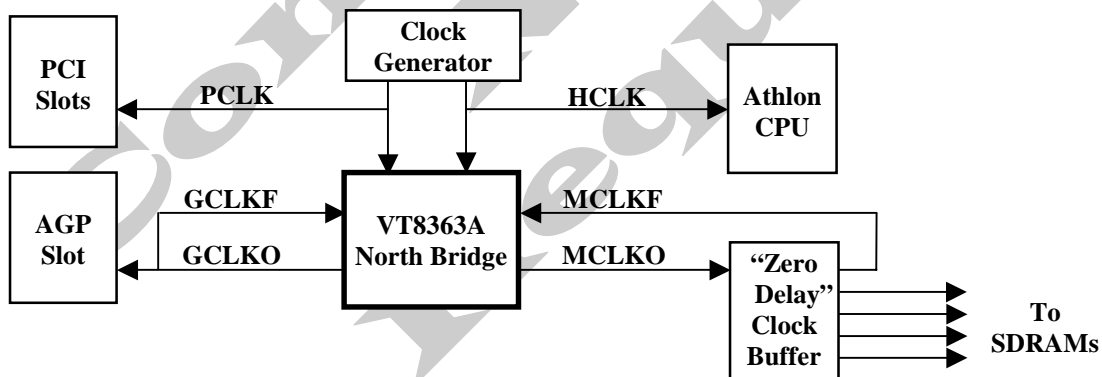 Clock
Generator
PCI
Slots
PCLK
HCLK
Athlon
CPU
AGP
Slot
GCLKF
GCLKO
VT8363A
North Bridge
MCLKF
MCLKO
“Zero
Delay”
Clock
Buffer
To
SDRAMs